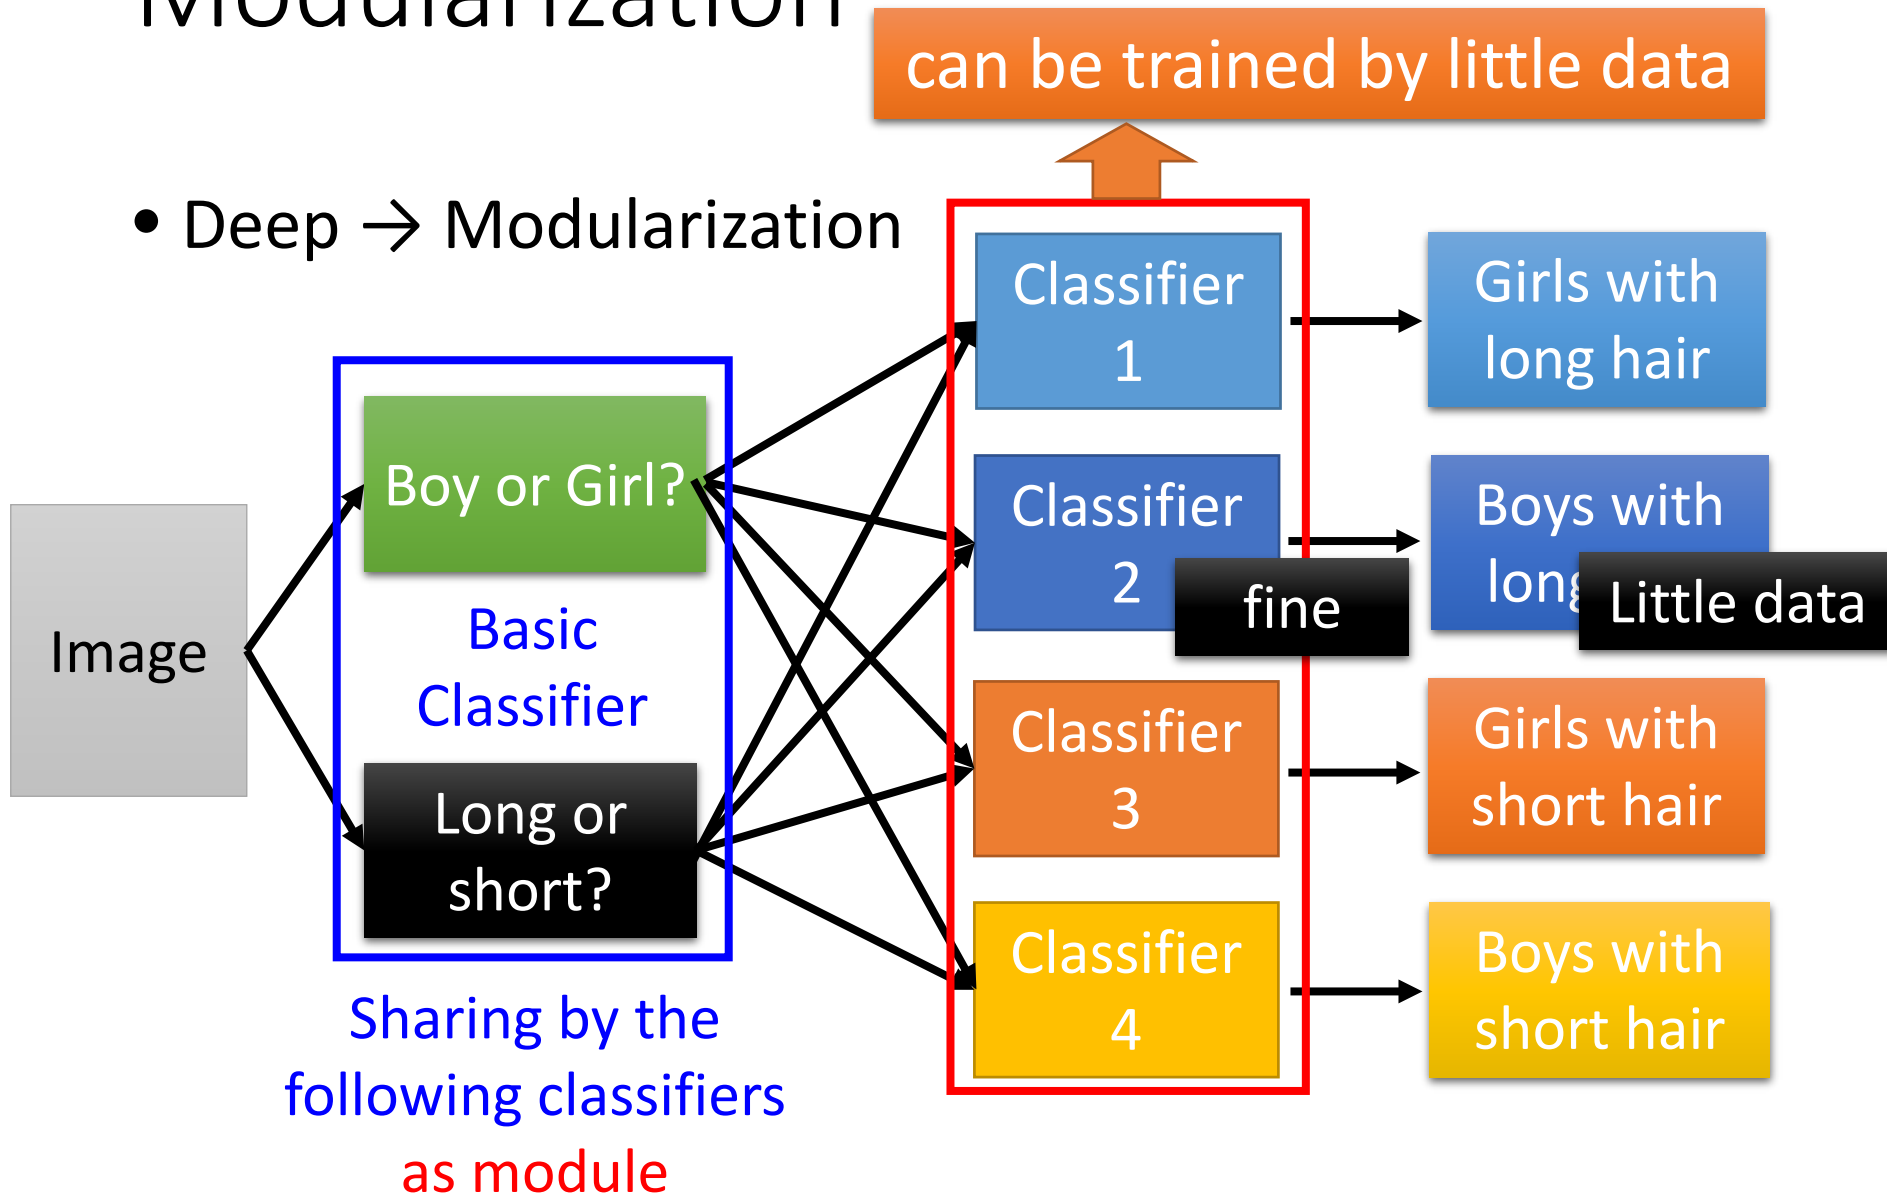 Modularization
can be trained by little data
• Deep → Modularization
Image
Boy or Girl?
Basic
Classifier
Long or
short?
Sharing by the
following classifiers
as module
Classifier
1
Classifier
2
fine
Classifier
3
Classifier
4
Girls with
long hair
Boys with
long
Little data
Girls with
short hair
Boys with
short hair